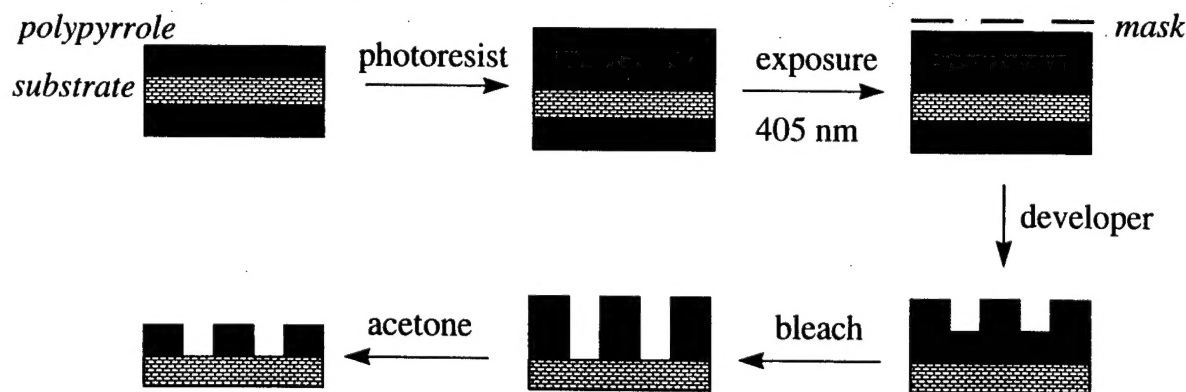 polypyrrole
substrate
photoresist
exposure
405 nm
mask
developer
bleach
acetone